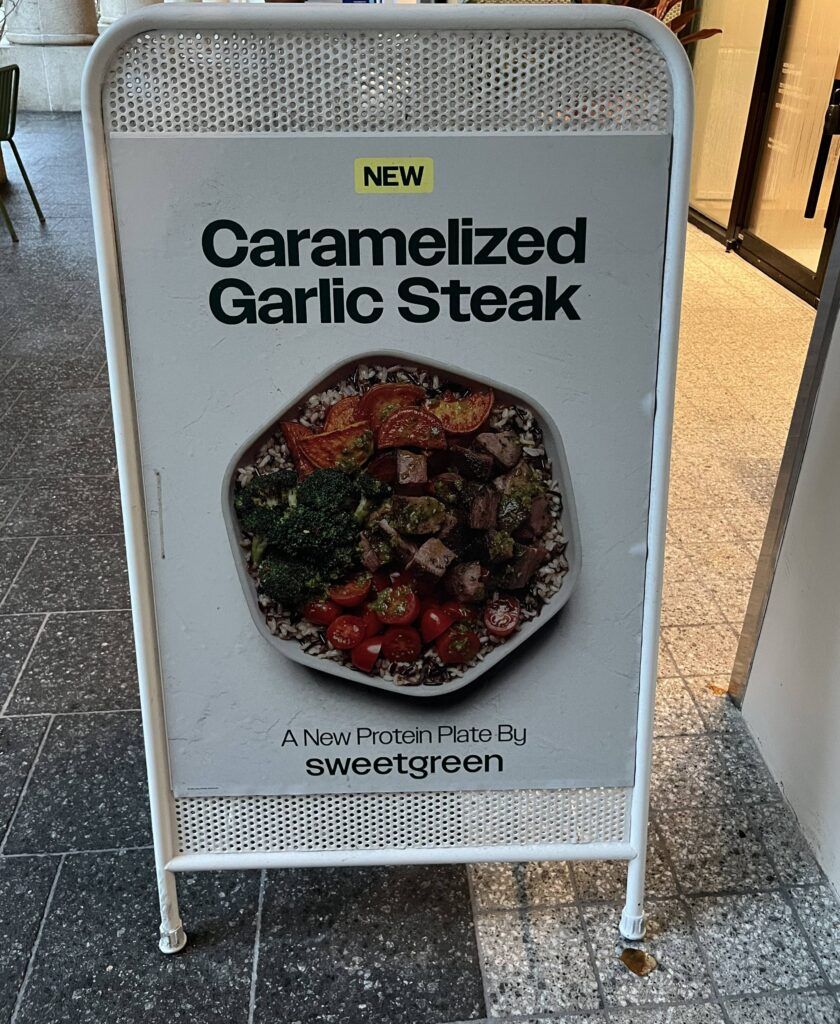 NEW
Caramelized
Garlic Steak
A New Protein Plate By
sweetgreen